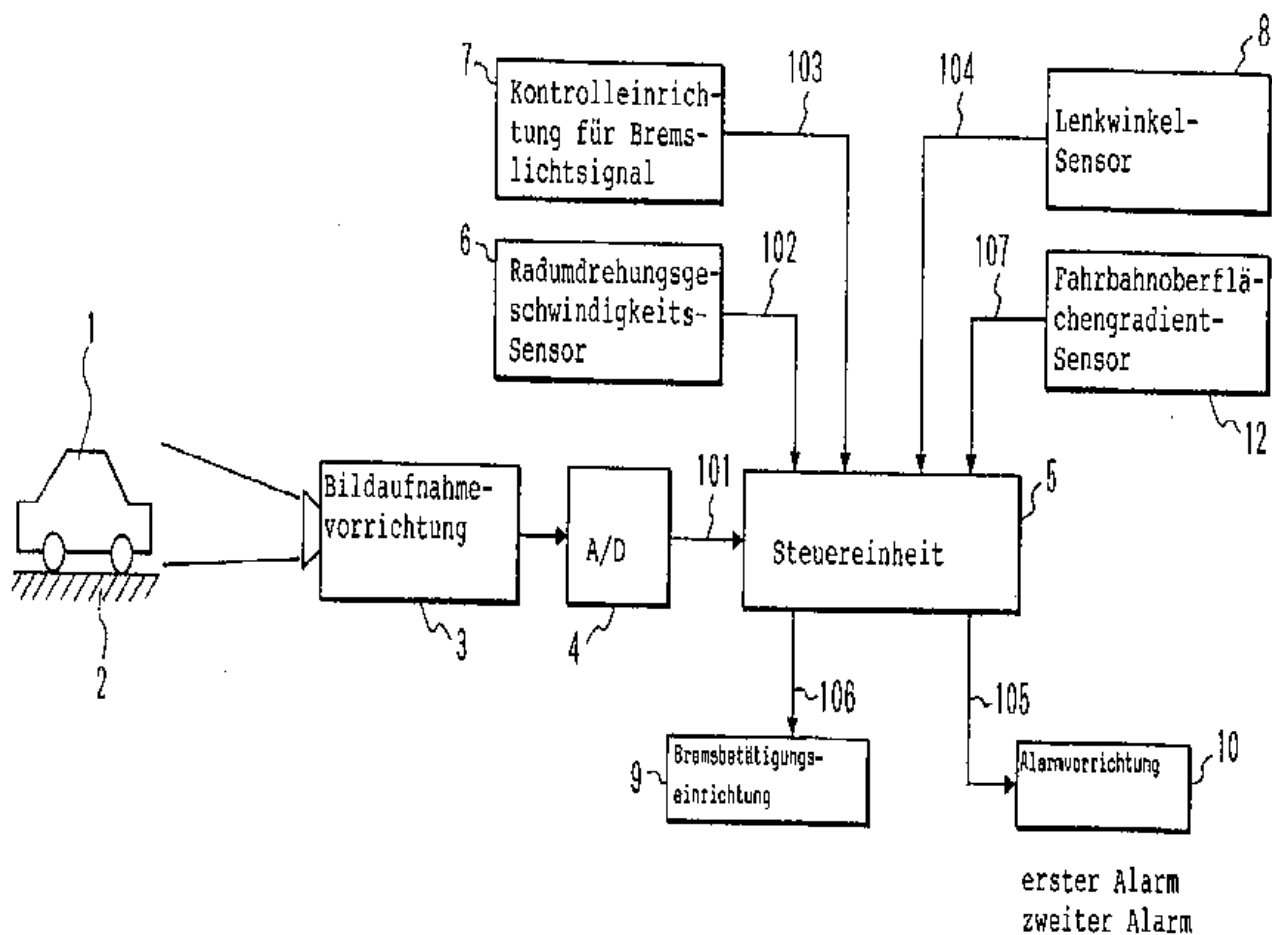 7
Kontrolleinrich-
tung für Brems-
lichtsignal
103
104
8
Lenkwinkel-
Sensor
6
Radumdrehungsge-
schwindigkeits-
Sensor
102
107
Fahrbahnoberflä-
chengradient-
Sensor
12
1
2
Bildaufnahme-
vorrichtung
3
A/D
4
101
Steuereinheit
5
106
105
9
Bremsbetätigungs-
einrichtung
Alarmvorrichtung
10
erster Alarm
zweiter Alarm